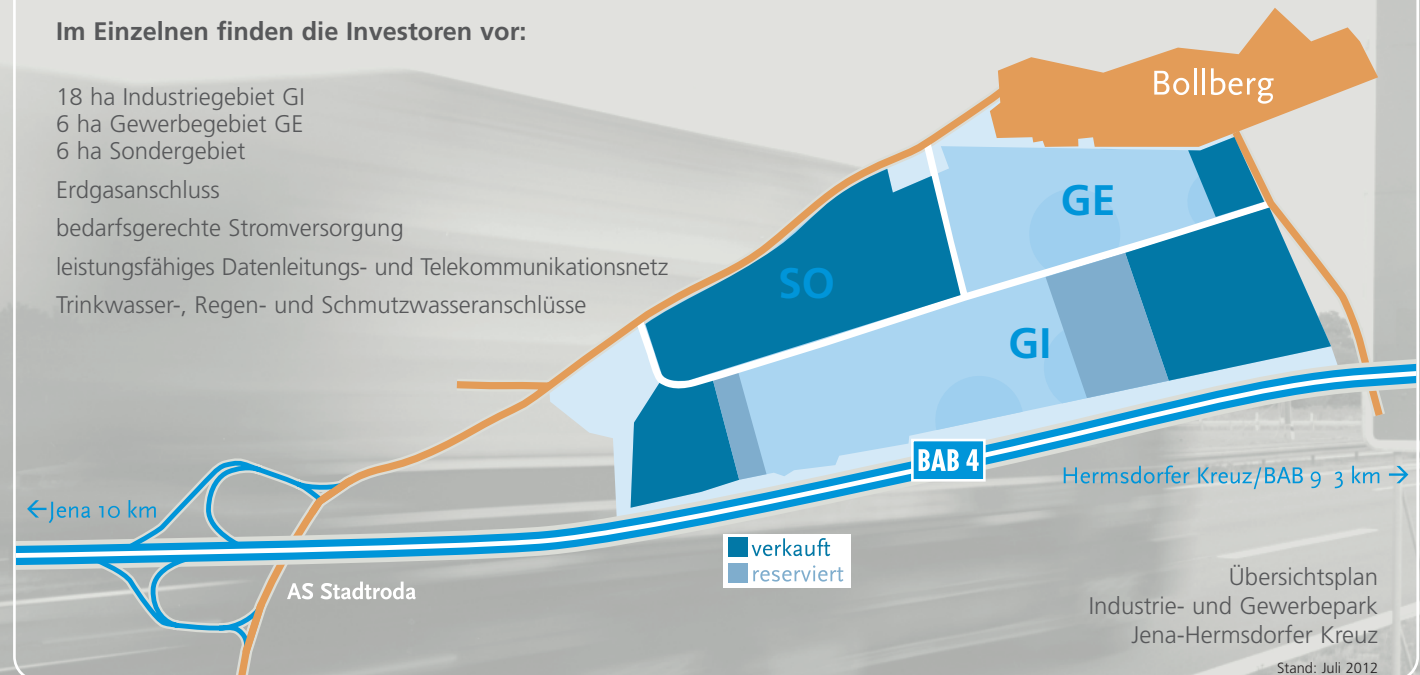 Im Einzelnen finden die Investoren vor:
18 ha Industriegebiet GI
6 ha Gewerbegebiet GE
6 ha Sondergebiet
Erdgasanschluss
bedarfsgerechte Stromversorgung
leistungsfähiges Datenleitungs- und Telekommunikationsnetz
Trinkwasser-, Regen- und Schmutzwasseranschlüsse
Bollberg
GE
SO
GI
BAB 4
Hermsdorfer Kreuz/BAB 9 3 km →
←Jena 10 km
verkauft
reserviert
AS Stadtroda
Übersichtsplan
Industrie- und Gewerbepark
Jena-Hermsdorfer Kreuz
Stand: Juli 2012